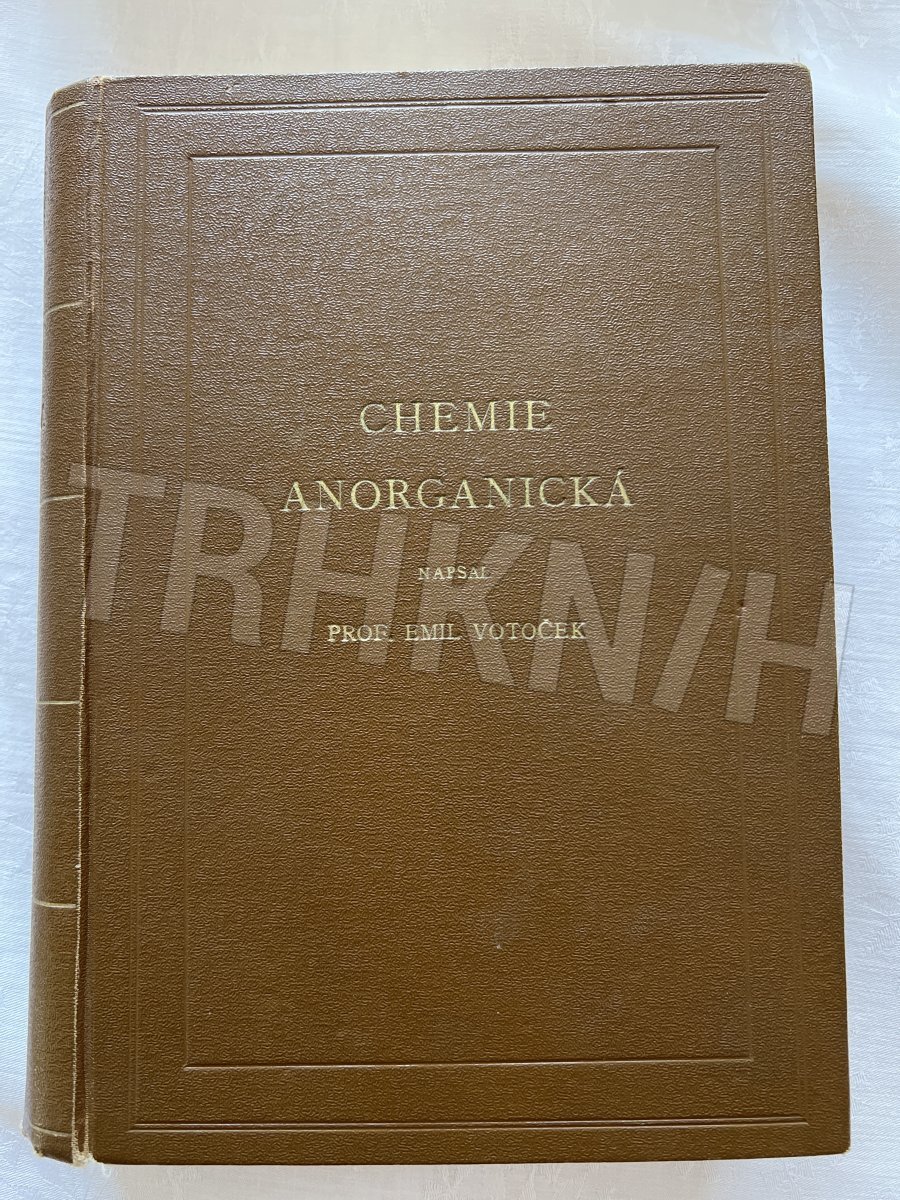 CHEMIE
ANORGANICKÁ
NAPSAL
PROF. EMIL VOTOČEK
TRHKNIH